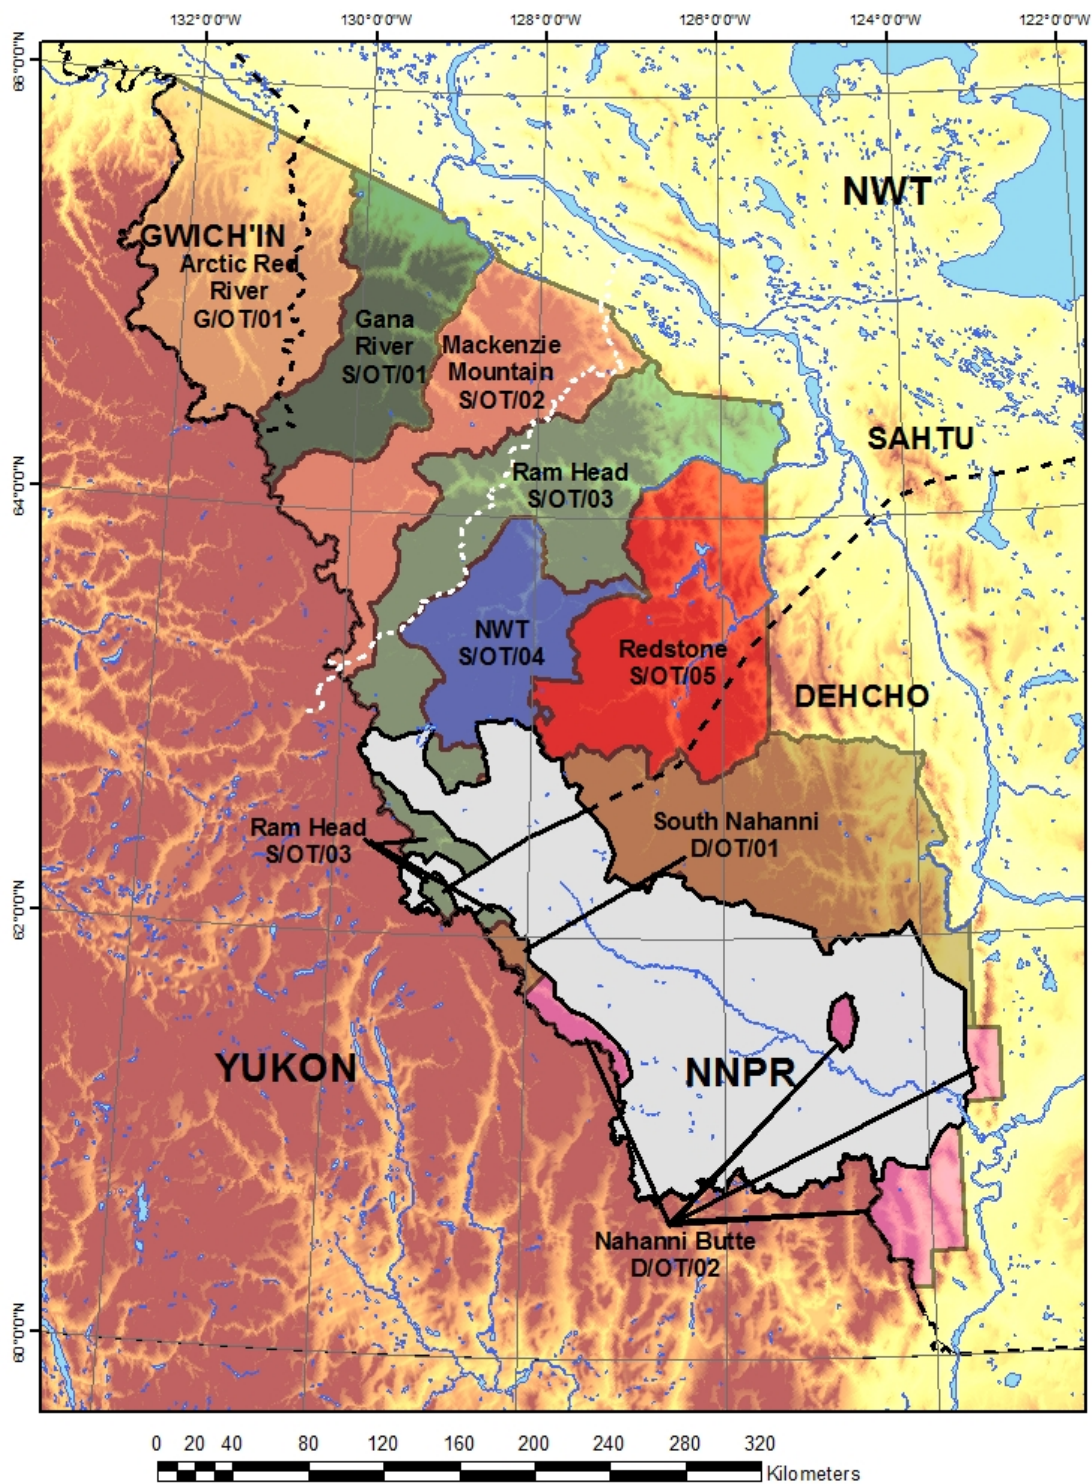 132°0'0"W 130°0'0"W 128°0'0"W 126°0'0"W 124°0'0"W 122°0'0"W
66°0'0"N
NWT
GWICH'IN
Arctic Red
River
G/OT/01
Gana
River
S/OT/01
Mackenzie
Mountain
S/OT/02
SAHTU
64°0'0"N
Ram Head
S/OT/03
NWT
S/OT/04
Redstone
S/OT/05
DEHCHO
Ram Head
S/OT/03
South Nahanni
D/OT/01
62°0'0"N
YUKON
NNPR
Nahanni Butte
D/OT/02
60°0'0"N
0 20 40 80 120 160 200 240 280 320
Kilometers